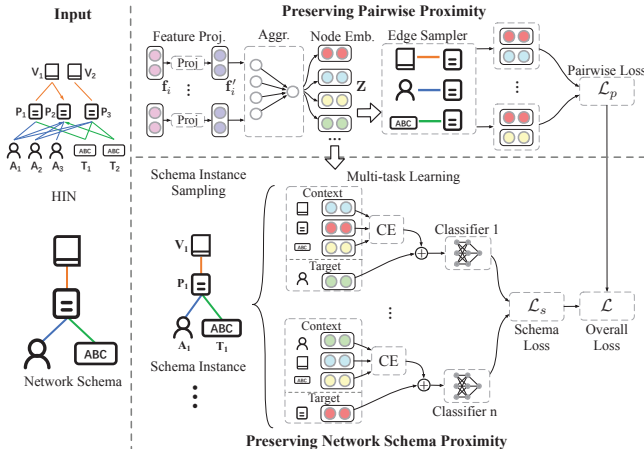 Input
V₁ V₂
P₁ P₂ P₃
ABC ABC
A₁ A₂ A₃ T₁ T₂
HIN
ABC
Network Schema
Preserving Pairwise Proximity
Feature Proj. Aggr. Node Emb. Edge Sampler
Proj
fᵢ fᵢ′
Z
Proj
ABC
Pairwise Loss
ℒₚ
Schema Instance
Sampling
V₁
P₁
ABC
A₁ T₁
Schema Instance
Multi-task Learning
Context
ABC
CE
Target
Classifier 1
Context
ABC
CE
Target
Classifier n
ℒₛ ℒ
Schema Overall
Loss Loss
Preserving Network Schema Proximity